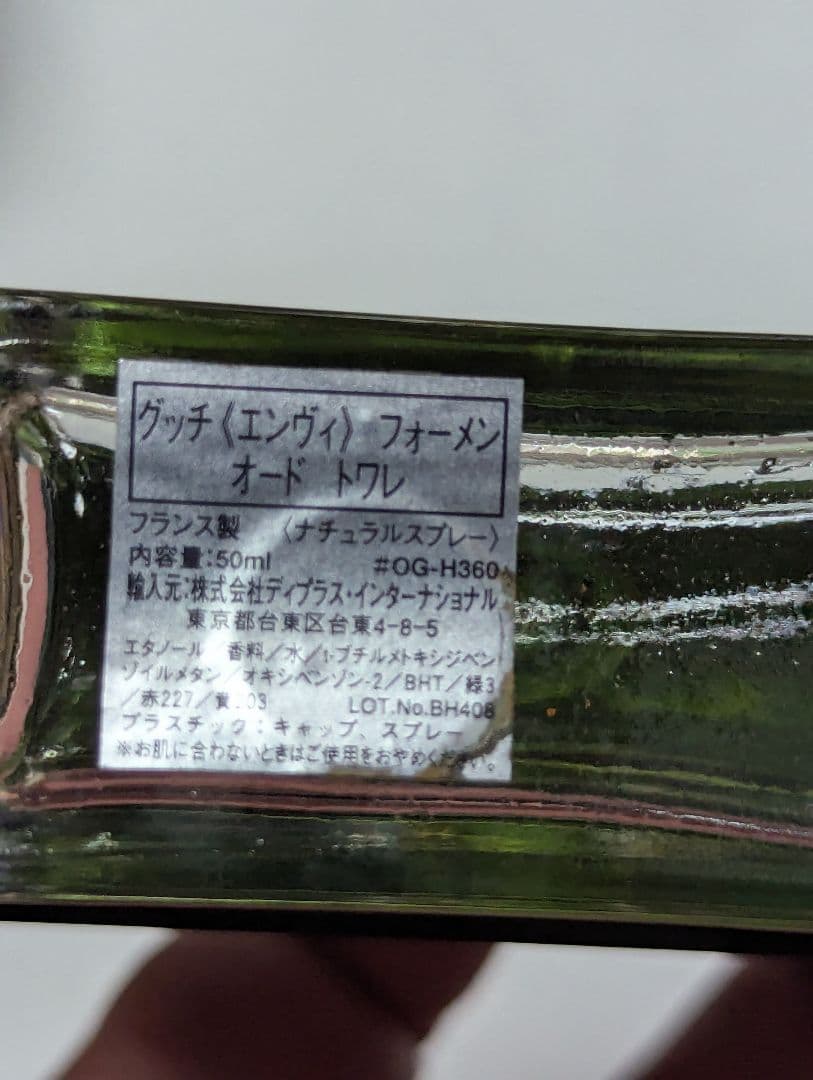 グッチ《エンヴィ》 フォーメン
オード トワレ
フランス製 〈ナチュラルスプレー〉
内容量:50ml #OG-H360
輸入元:株式会社ディプラス・インターナショナル
東京都台東区台東4-8-5
エタノール/香料/水/t-ブチルメトキシジベン
ゾイルメタン/オキシベンゾン-2/BHT/緑3
/赤227/ LOT.No.BH408
プラスチック:キャップ、スプレー
※お肌に合わないときはご使用をおやめください。